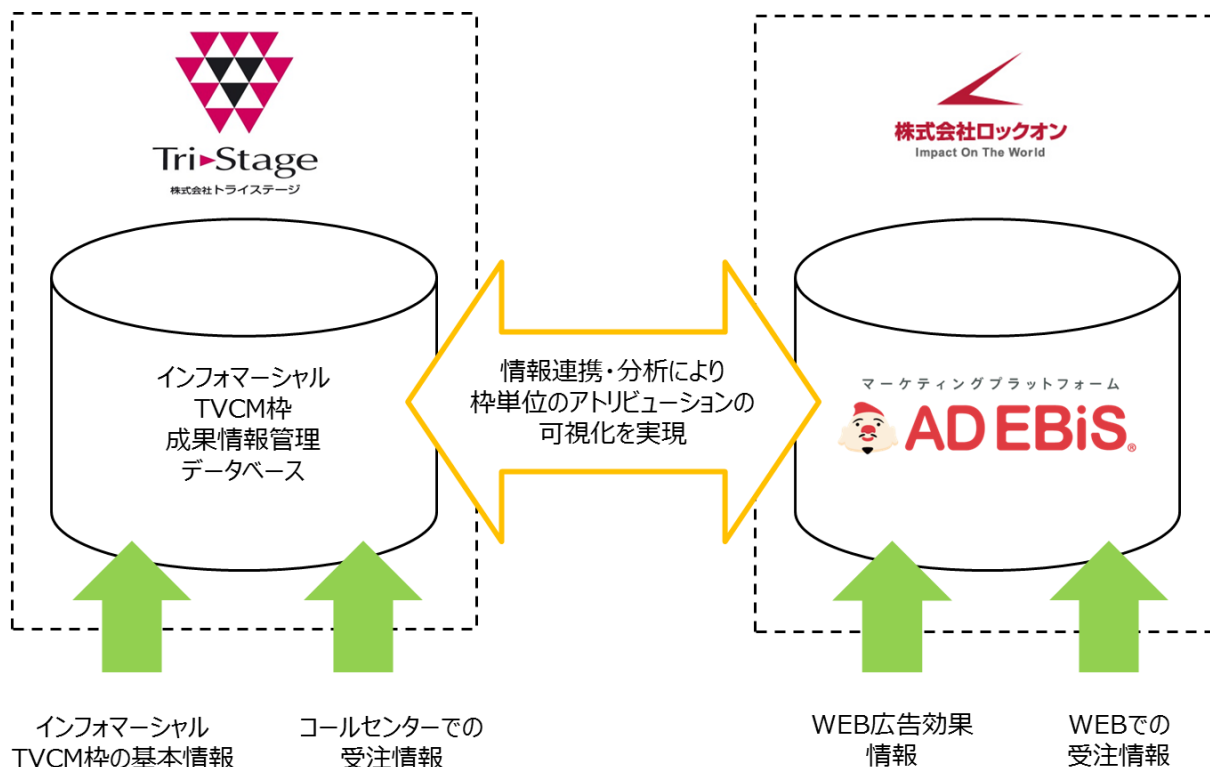 Tri-Stage
株式会社トライステージ
株式会社ロックオン
Impact On The World
インフォマーシャル
TVCM枠
成果情報管理
データベース
情報連携・分析により
枠単位のアトリビューションの
可視化を実現
マーケティングプラットフォーム
AD EBiS®
インフォマーシャル
TVCM枠の基本情報
コールセンターでの
受注情報
WEB広告効果
情報
WEBでの
受注情報